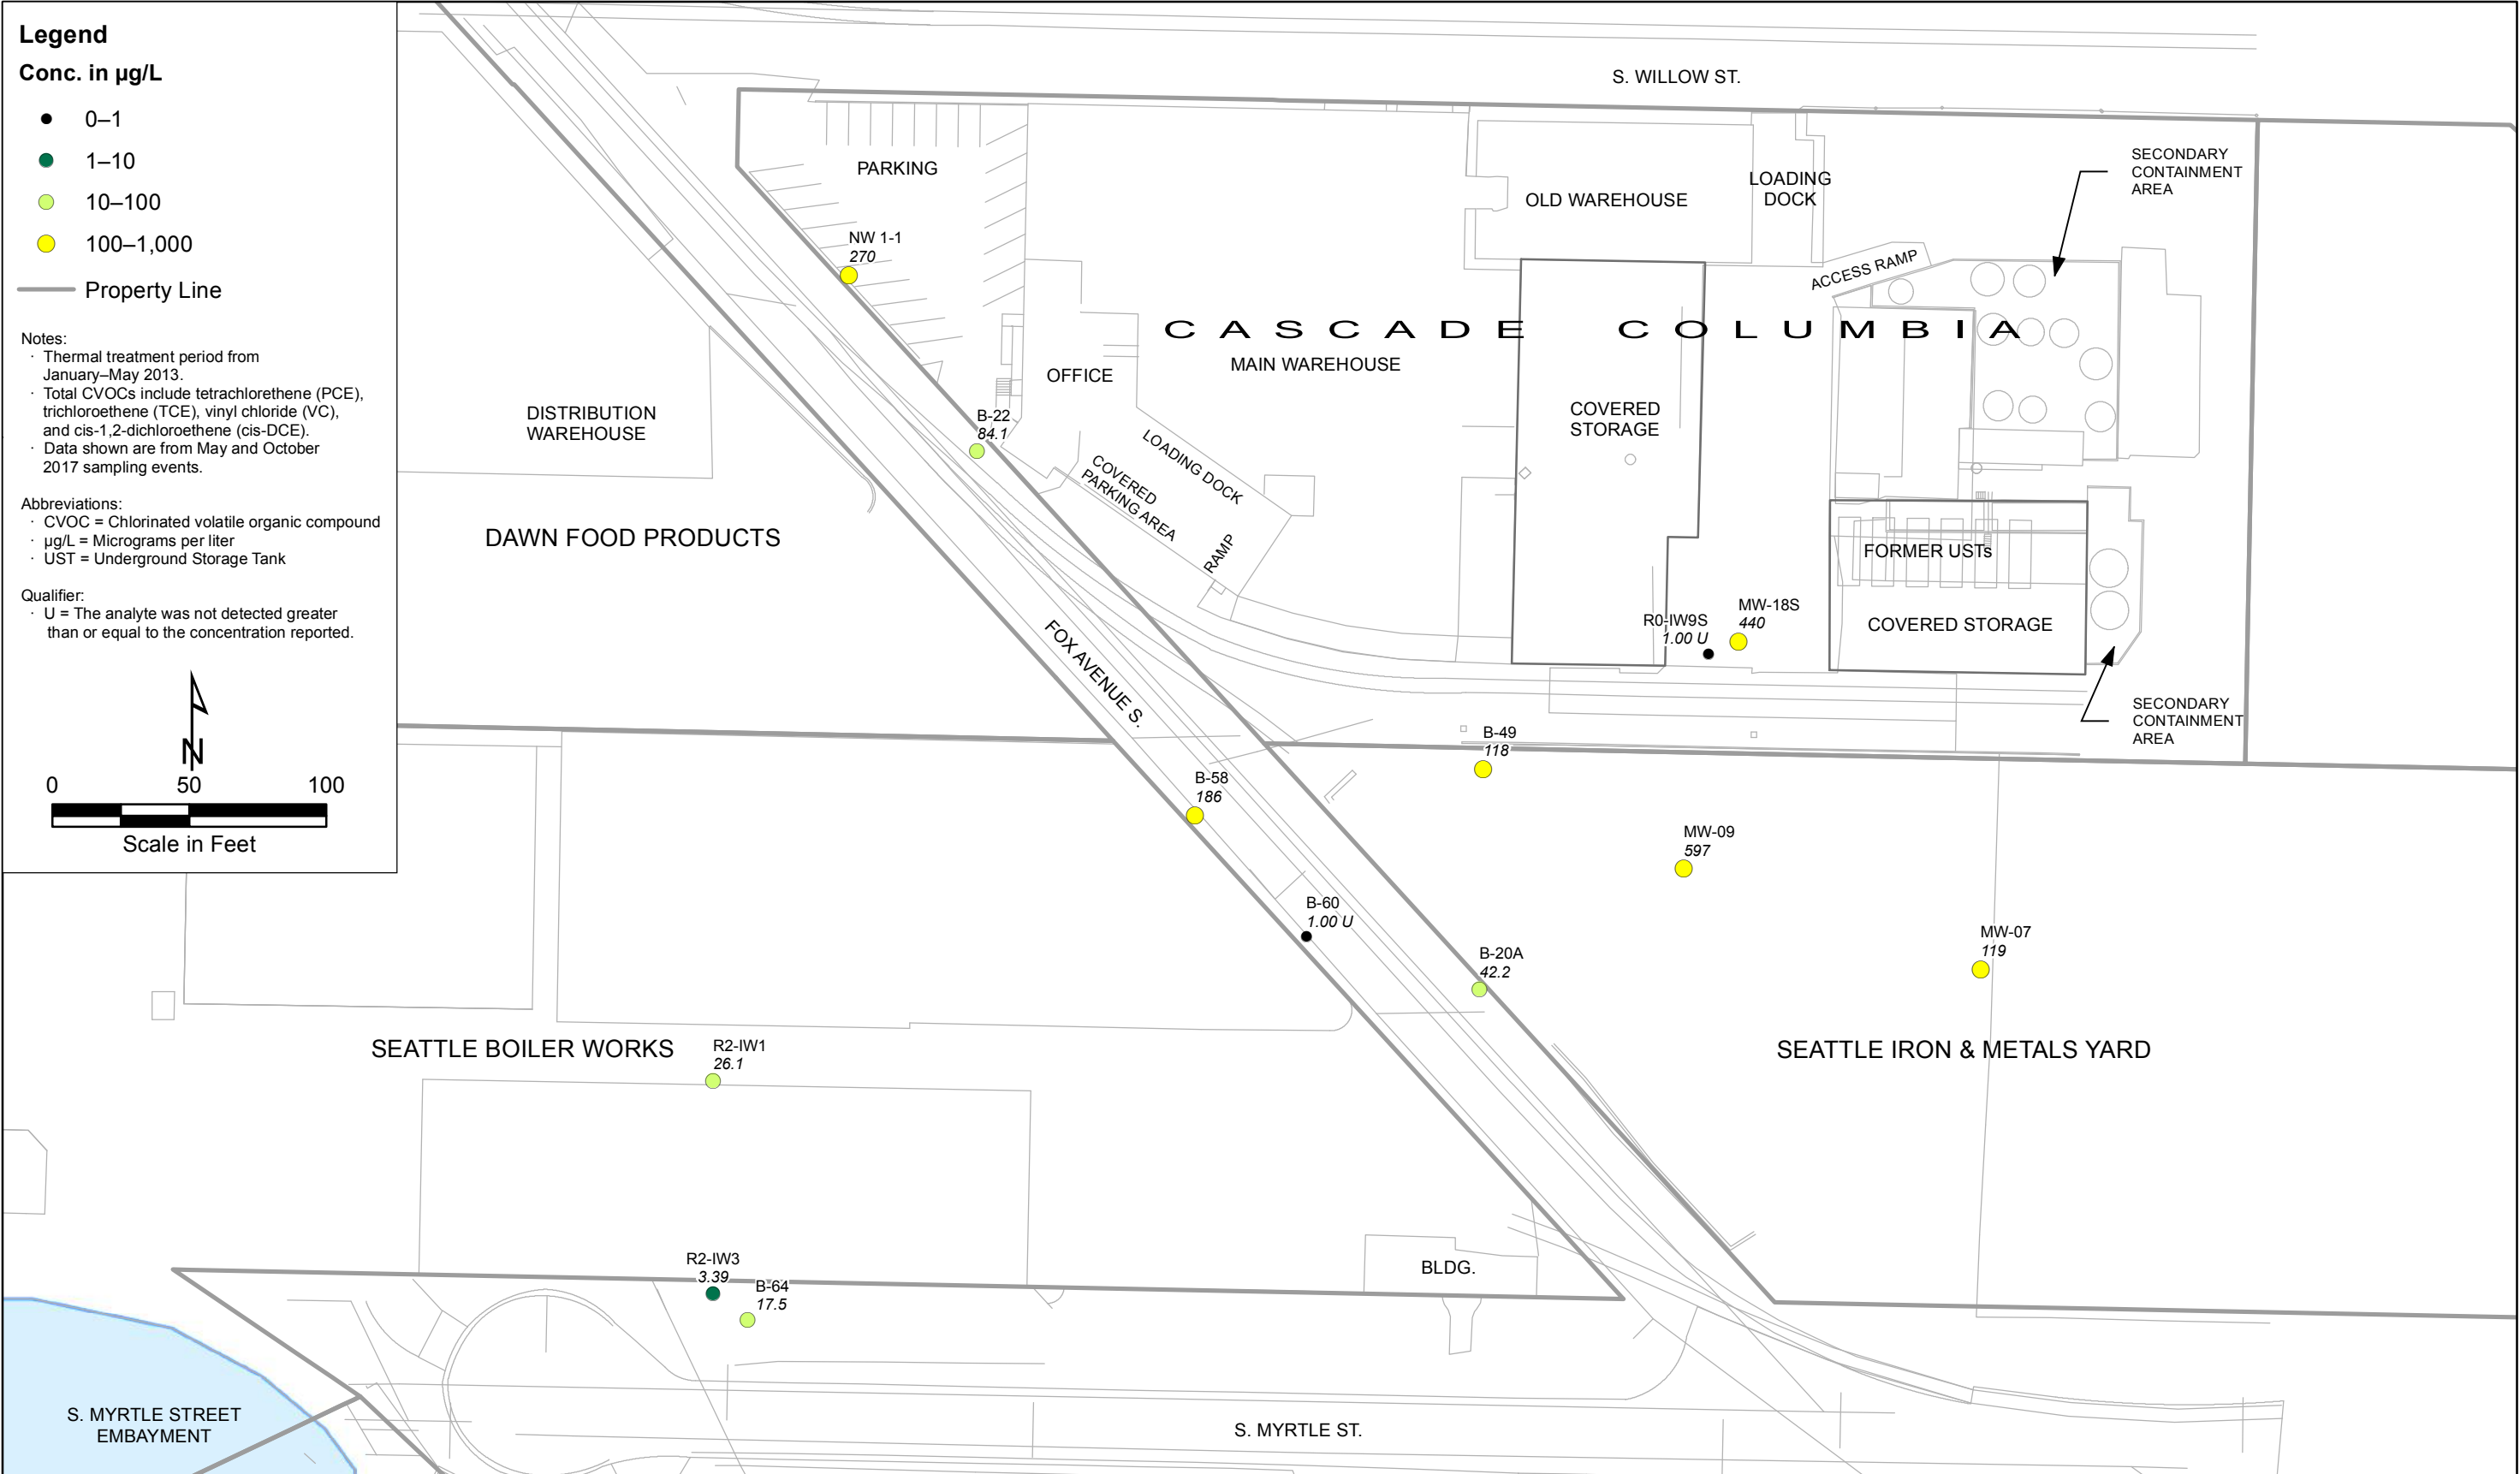 Legend
Conc. in µg/L
0–1
1–10
10–100
100–1,000
Property Line
Notes:
· Thermal treatment period from
January–May 2013.
· Total CVOCs include tetrachlorethene (PCE),
trichloroethene (TCE), vinyl chloride (VC),
and cis-1,2-dichloroethene (cis-DCE).
· Data shown are from May and October
2017 sampling events.
Abbreviations:
· CVOC = Chlorinated volatile organic compound
· µg/L = Micrograms per liter
· UST = Underground Storage Tank
Qualifier:
· U = The analyte was not detected greater
than or equal to the concentration reported.
N
0 50 100
Scale in Feet
S. WILLOW ST.
PARKING
OLD WAREHOUSE
LOADING
DOCK
SECONDARY
CONTAINMENT
AREA
NW 1-1
270
ACCESS RAMP
CASCADE COLUMBIA
MAIN WAREHOUSE
OFFICE
DISTRIBUTION
WAREHOUSE
B-22
84.1
COVERED
STORAGE
LOADING DOCK
COVERED
PARKING AREA
RAMP
DAWN FOOD PRODUCTS
FORMER USTs
COVERED STORAGE
R0-IW9S
1.00 U
MW-18S
440
FOX AVENUE S.
SECONDARY
CONTAINMENT
AREA
B-49
118
B-58
186
MW-09
597
B-60
1.00 U
B-20A
42.2
MW-07
119
SEATTLE BOILER WORKS
R2-IW1
26.1
SEATTLE IRON & METALS YARD
R2-IW3
3.39
B-64
17.5
BLDG.
S. MYRTLE STREET
EMBAYMENT
S. MYRTLE ST.